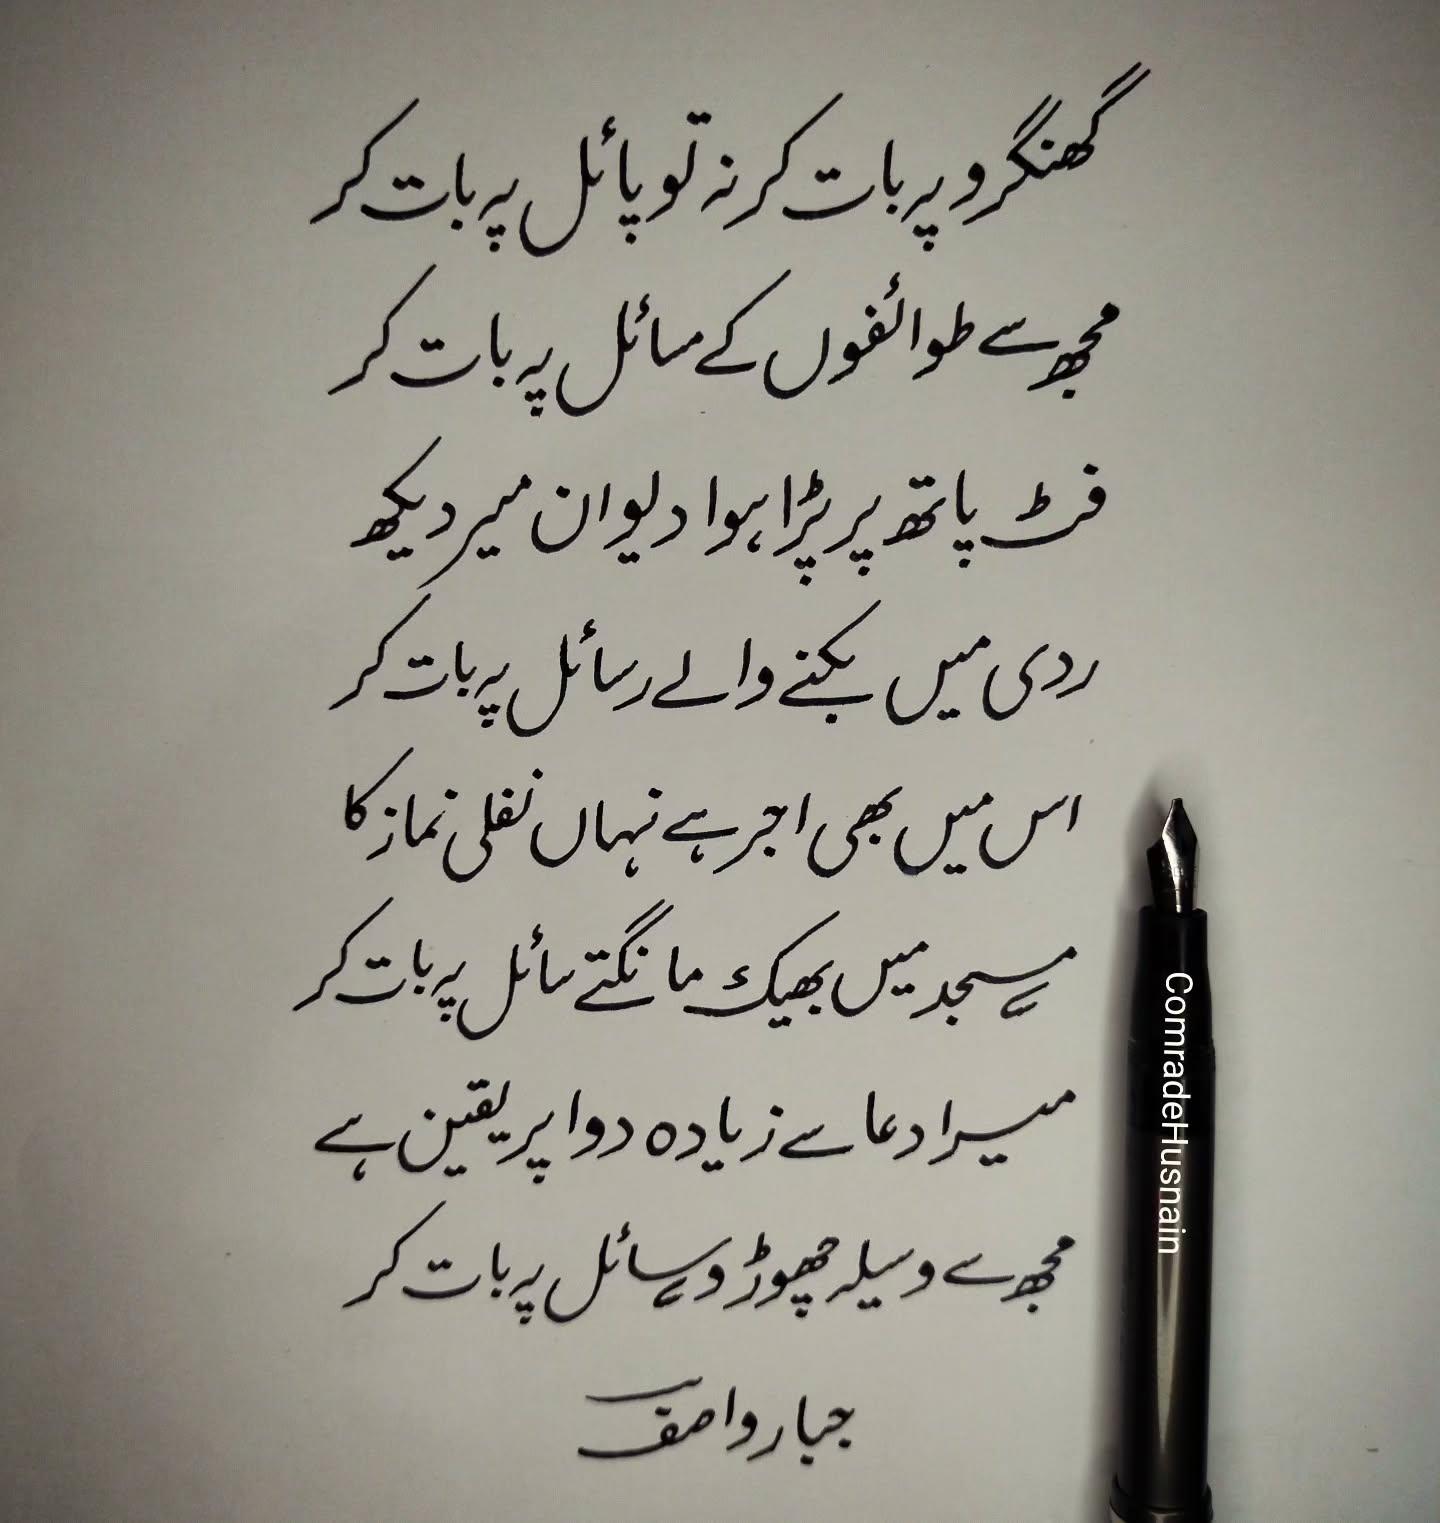 گھنگرو پر بات کر نہ تو پائل پہ بات کر
مجھ سے طوائفوں کے مسائل پہ بات کر
فٹ پاتھ پر پڑا ہوا دیوان میر دیکھ
ردی میں بکنے والے رسائل پہ بات کر
اس میں بھی اجر ہے نہاں نفلی نماز کا
مسجد میں بھیک مانگتے سائل پہ بات کر
میرا دعا سے زیادہ دوا پر یقین ہے
مجھ سے وسیلہ چھوڑ وسائل پہ بات کر
جبار واصف
ComradeHusnain